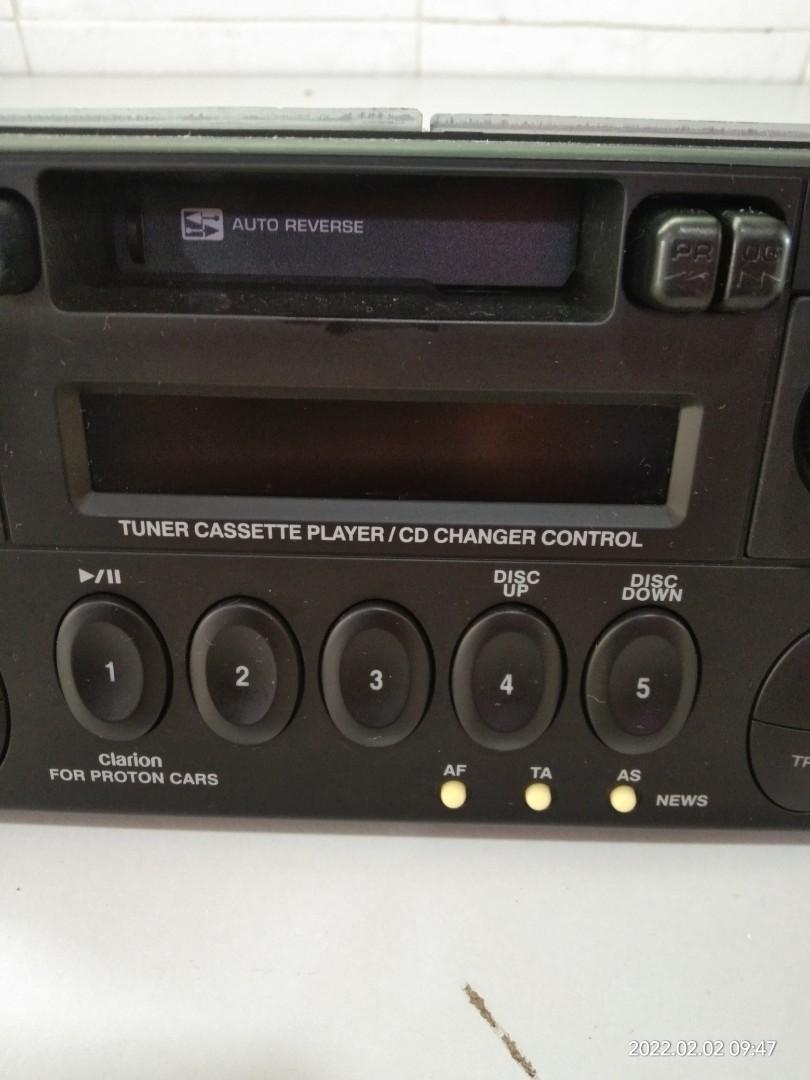 AUTO REVERSE
PR OG
TUNER CASSETTE PLAYER / CD CHANGER CONTROL
▶/II
DISC UP
DISC DOWN
1 2 3 4 5
clarion
FOR PROTON CARS
AF TA AS NEWS
2022.02.02 09:47